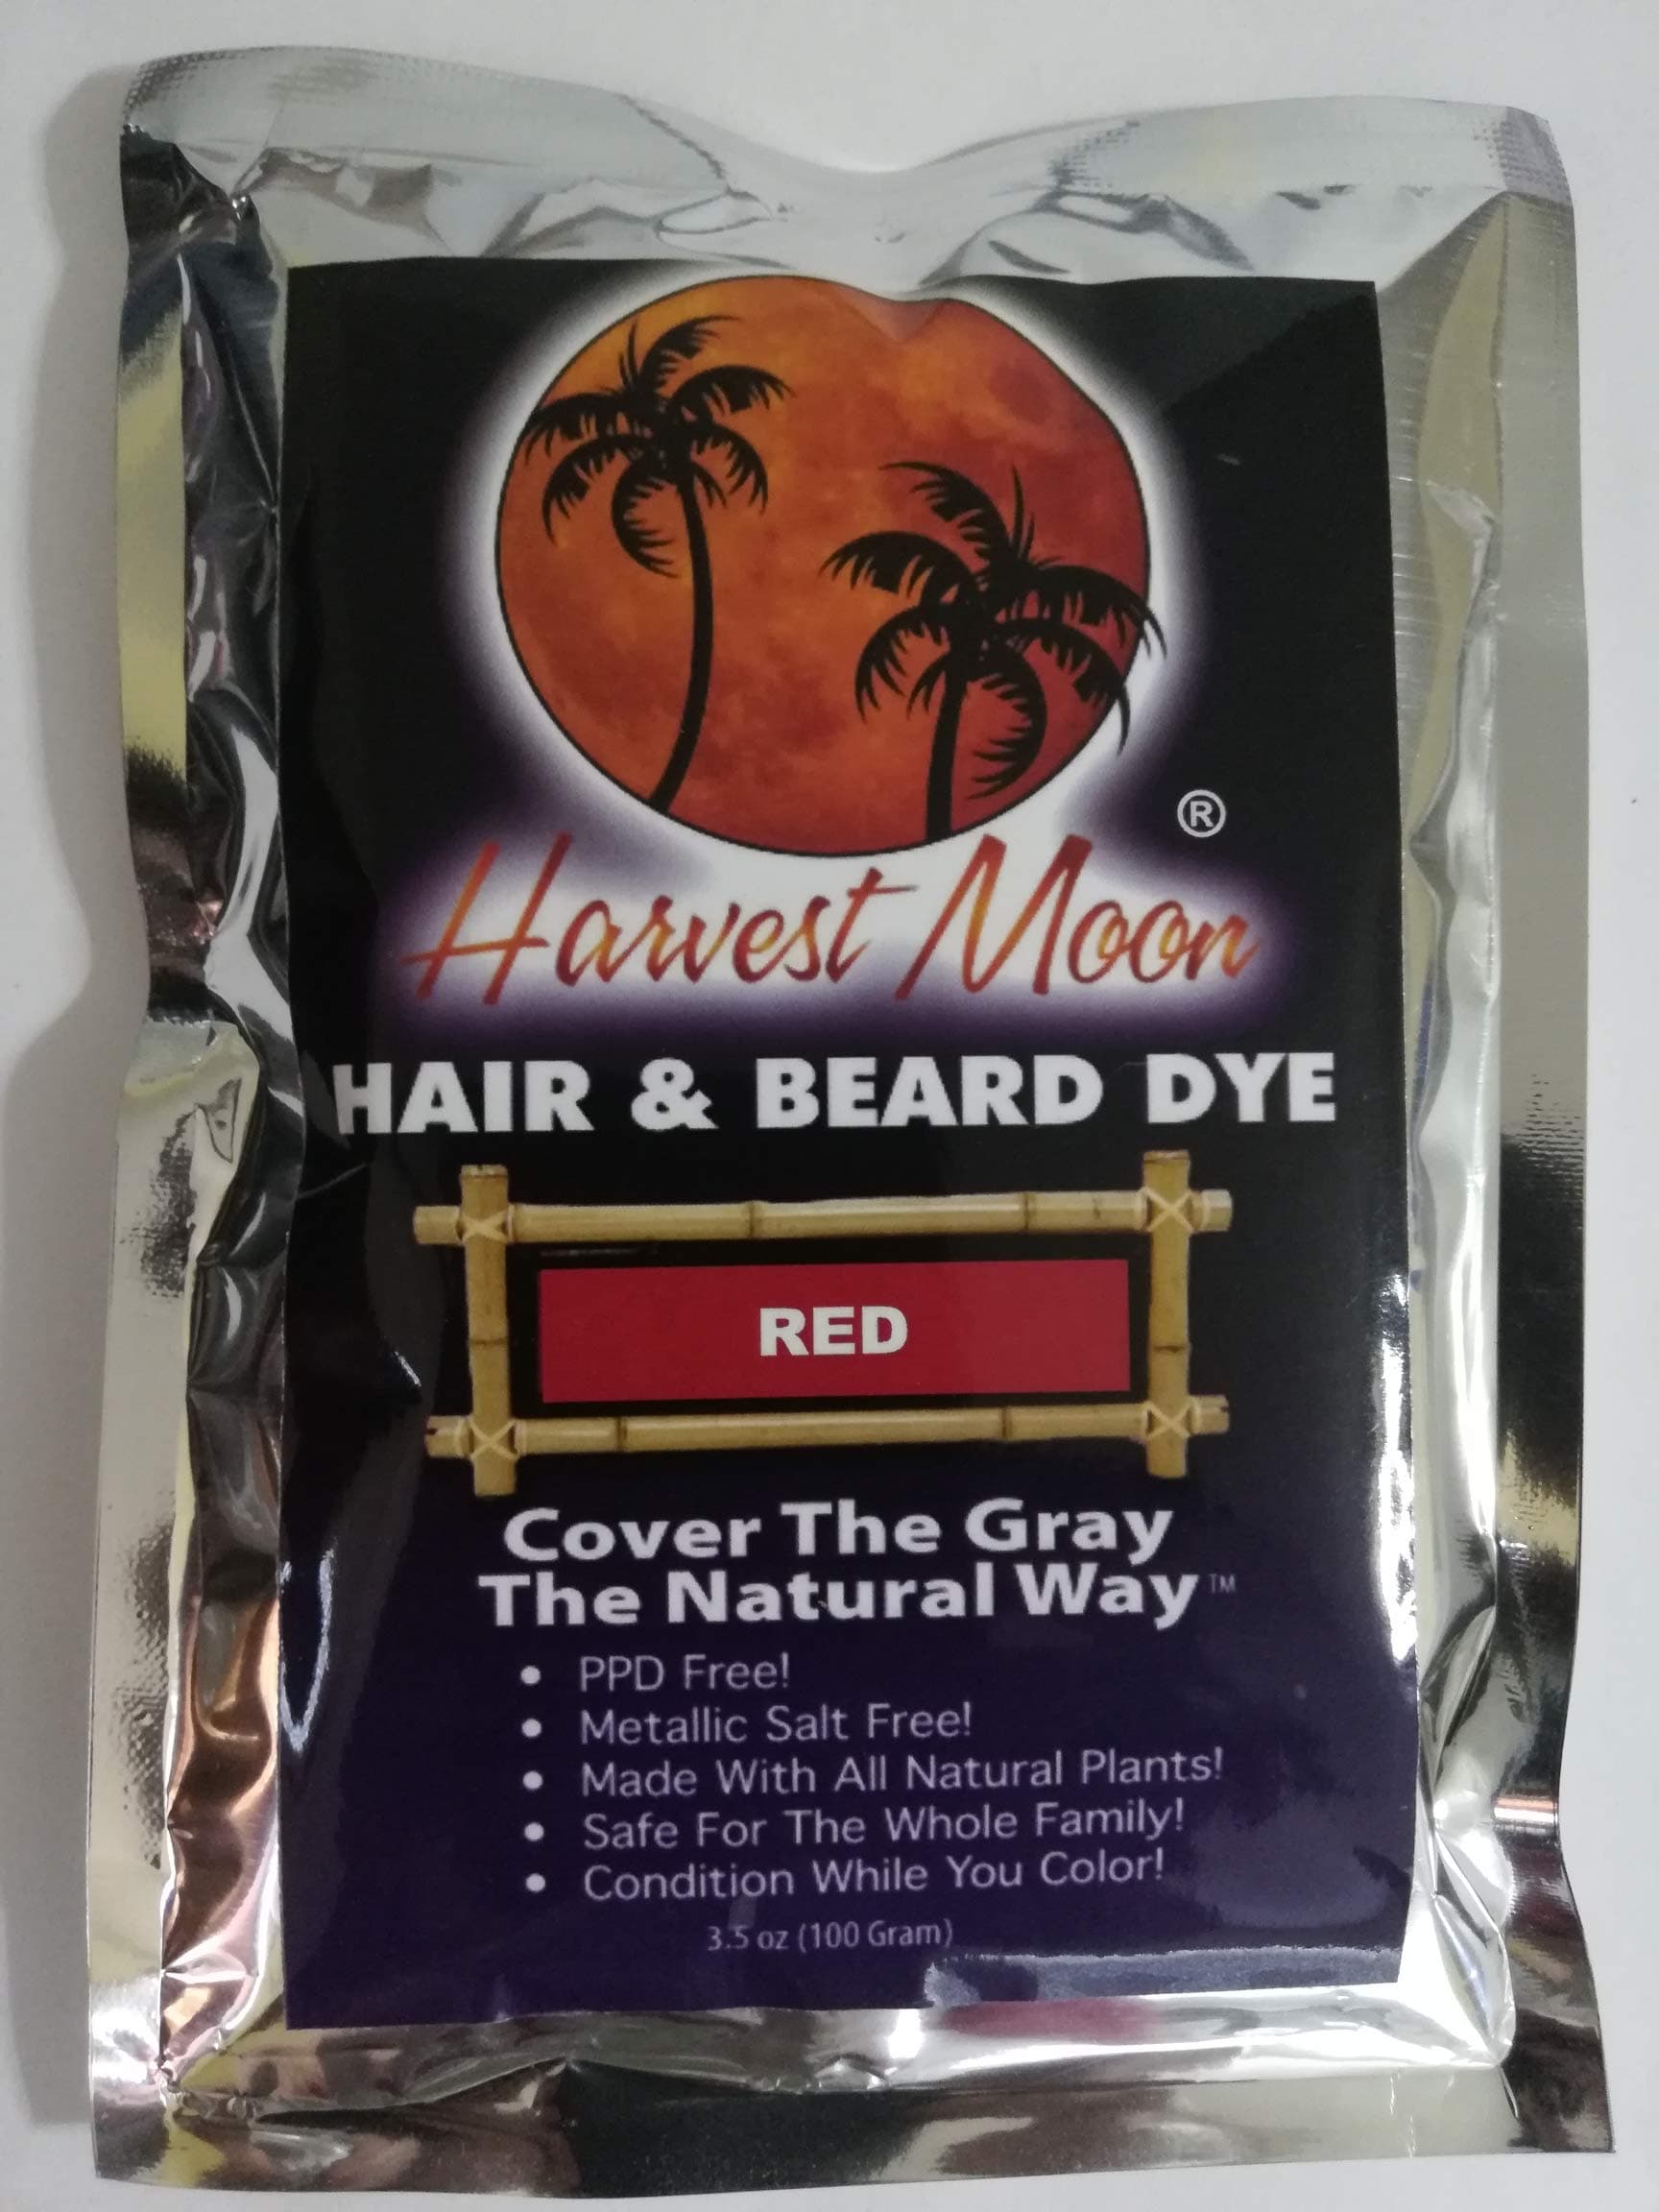 ®
Harvest Moon
HAIR & BEARD DYE
RED
Cover The Gray
The Natural Way™
• PPD Free!
• Metallic Salt Free!
• Made With All Natural Plants!
• Safe For The Whole Family!
• Condition While You Color!
3.5 oz (100 Gram)